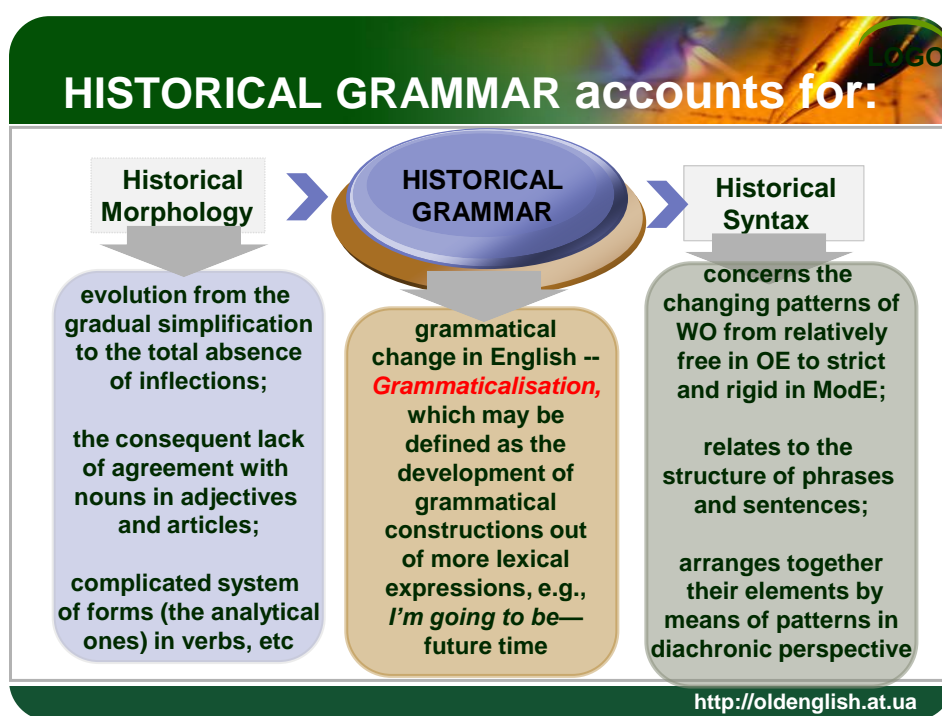 LOGO
HISTORICAL GRAMMAR accounts for:
Historical
Morphology
evolution from the
gradual simplification
to the total absence
of inflections;
the consequent lack
of agreement with
nouns in adjectives
and articles;
complicated system
of forms (the analytical
ones) in verbs, etc
HISTORICAL
GRAMMAR
grammatical
change in English --
Grammaticalisation,
which may be
defined as the
development of
grammatical
constructions out
of more lexical
expressions, e.g.,
I’m going to be—
future time
Historical
Syntax
concerns the
changing patterns of
WO from relatively
free in OE to strict
and rigid in ModE;
relates to the
structure of phrases
and sentences;
arranges together
their elements by
means of patterns in
diachronic perspective
http://oldenglish.at.ua